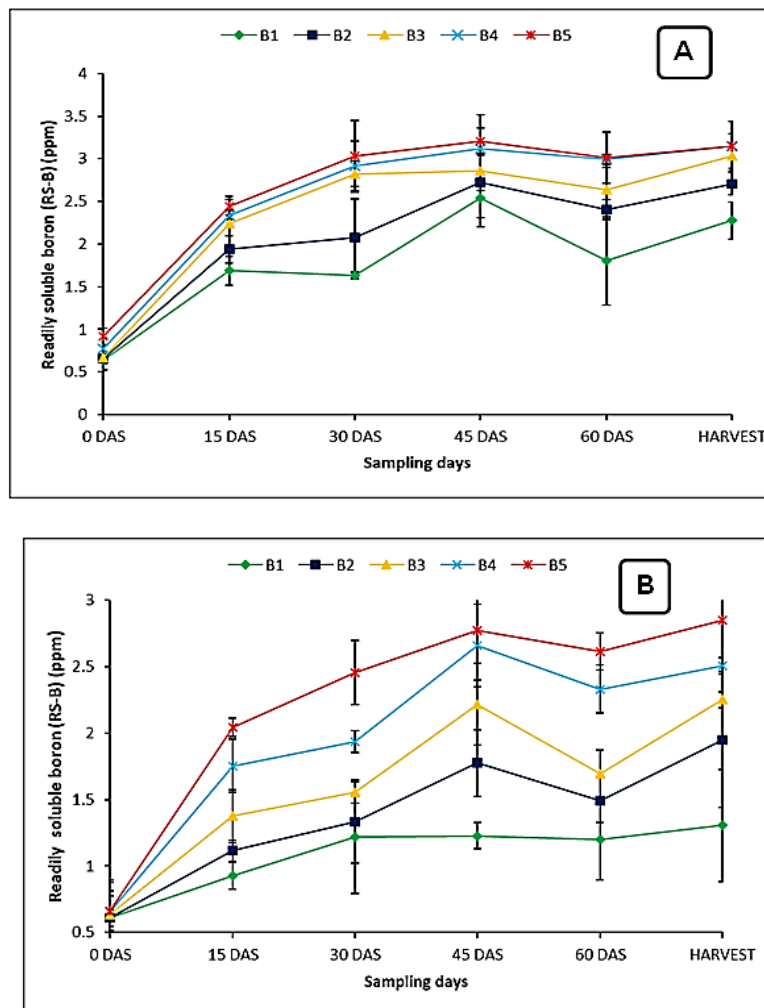 B1 B2 B3 B4 B5
A
Readily soluble boron (RS-B) (ppm)
4
3.5
3
2.5
2
1.5
1
0.5
0
0 DAS 15 DAS 30 DAS 45 DAS 60 DAS HARVEST
Sampling days
B1 B2 B3 B4 B5
B
Readily soluble boron (RS-B) (ppm)
3
2.5
2
1.5
1
0.5
0 DAS 15 DAS 30 DAS 45 DAS 60 DAS HARVEST
Sampling days